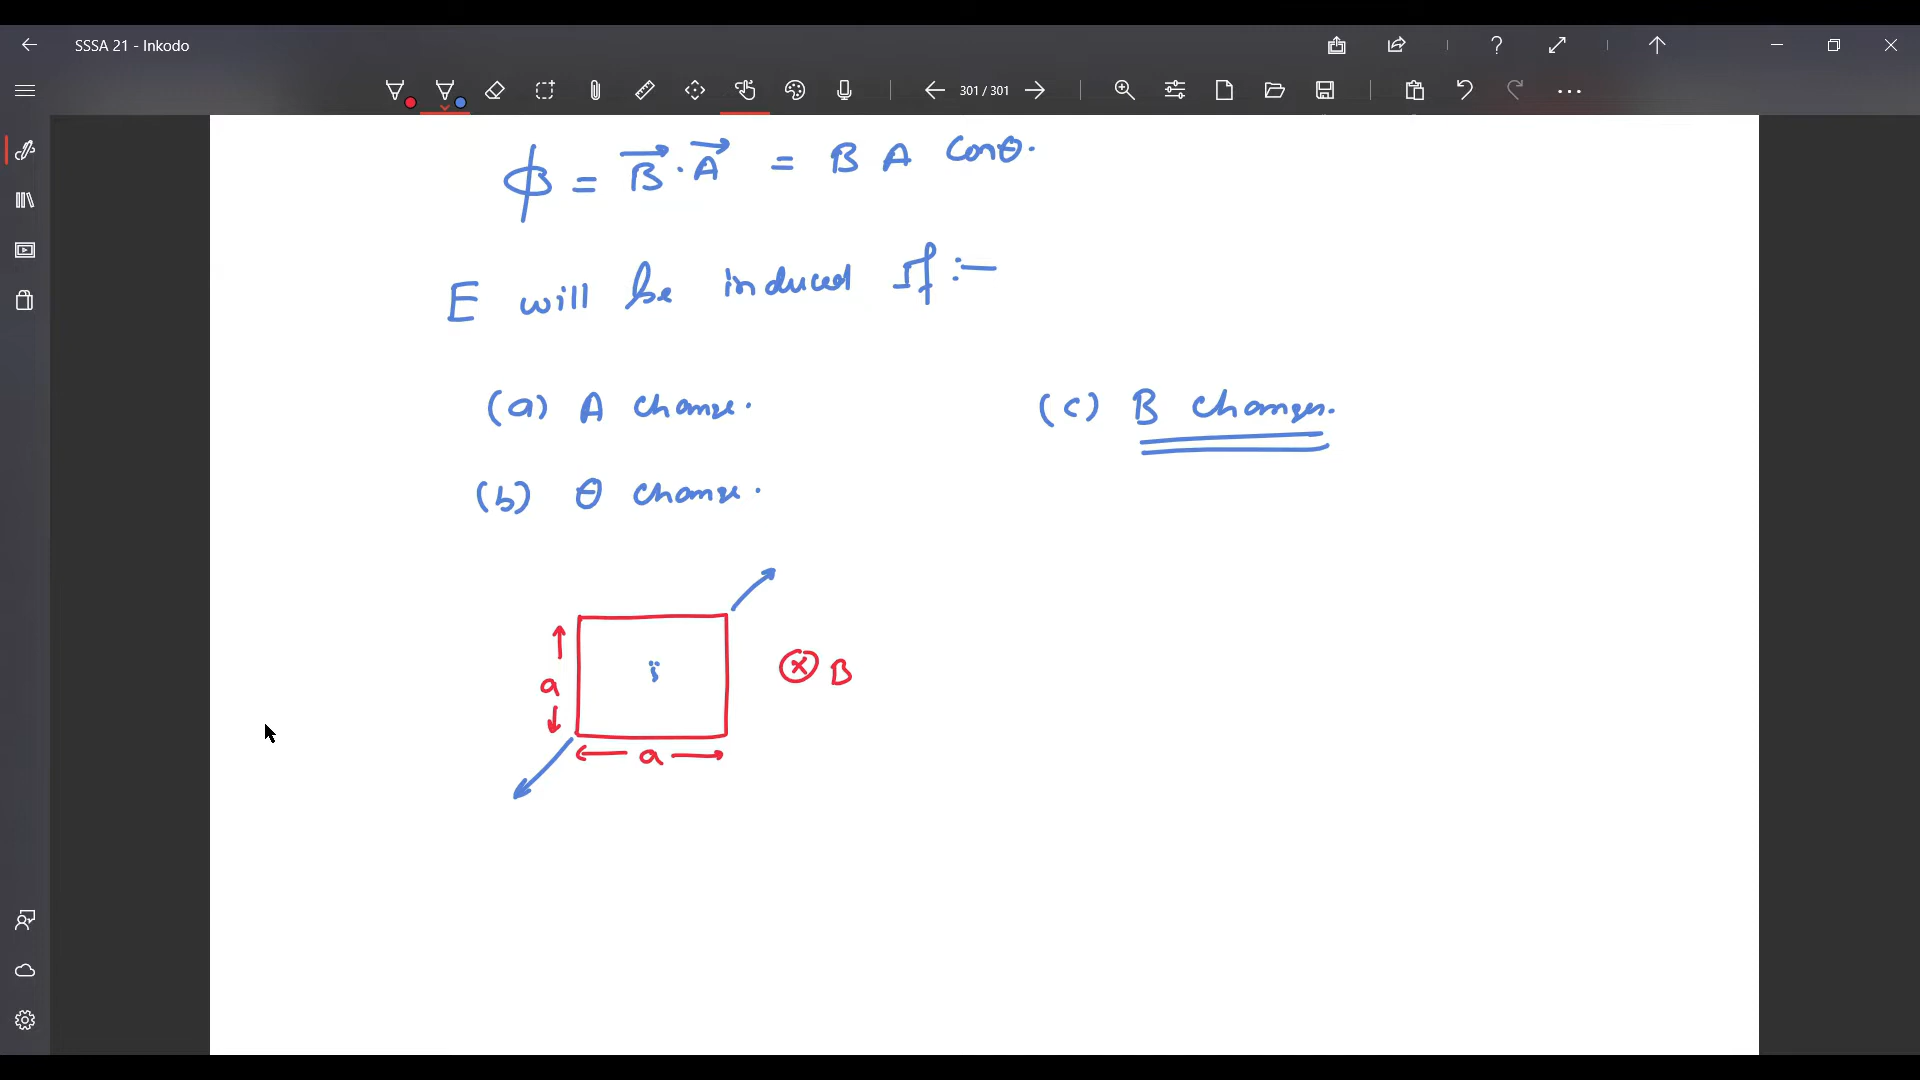 SSSA 21 - Inkodo
301 / 301
ϕ = B⃗ · A⃗ = B A Cosθ.
E will be induced If :-
(a) A change.
(c) B changes.
(b) θ change.
a
⊗ B
a